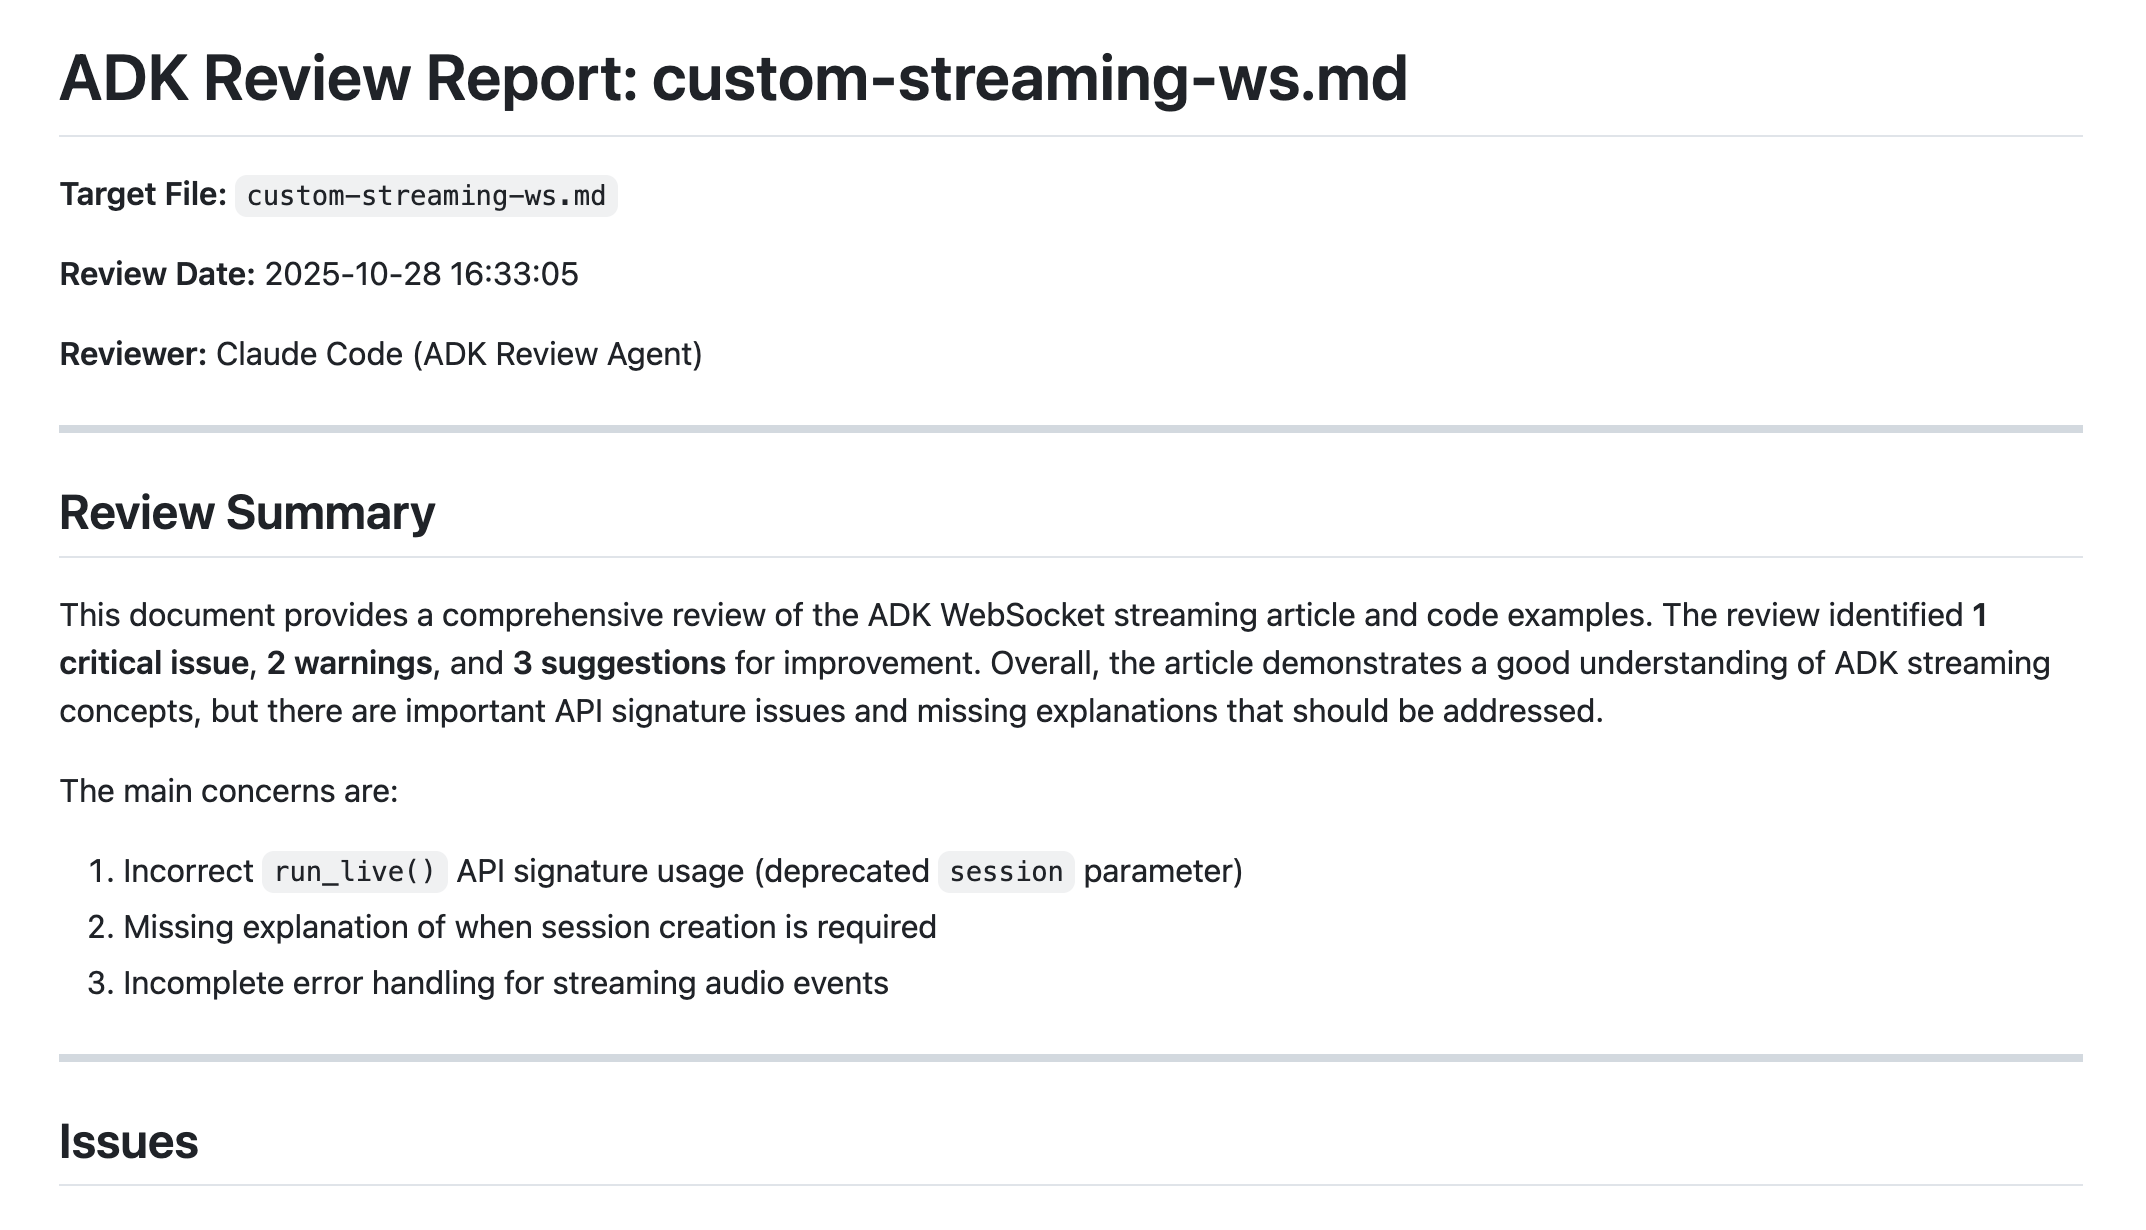 ADK Review Report: custom-streaming-ws.md
Target File: custom-streaming-ws.md
Review Date: 2025-10-28 16:33:05
Reviewer: Claude Code (ADK Review Agent)
Review Summary
This document provides a comprehensive review of the ADK WebSocket streaming article and code examples. The review identified 1
critical issue, 2 warnings, and 3 suggestions for improvement. Overall, the article demonstrates a good understanding of ADK streaming
concepts, but there are important API signature issues and missing explanations that should be addressed.
The main concerns are:
1. Incorrect run_live() API signature usage (deprecated session parameter)
2. Missing explanation of when session creation is required
3. Incomplete error handling for streaming audio events
Issues